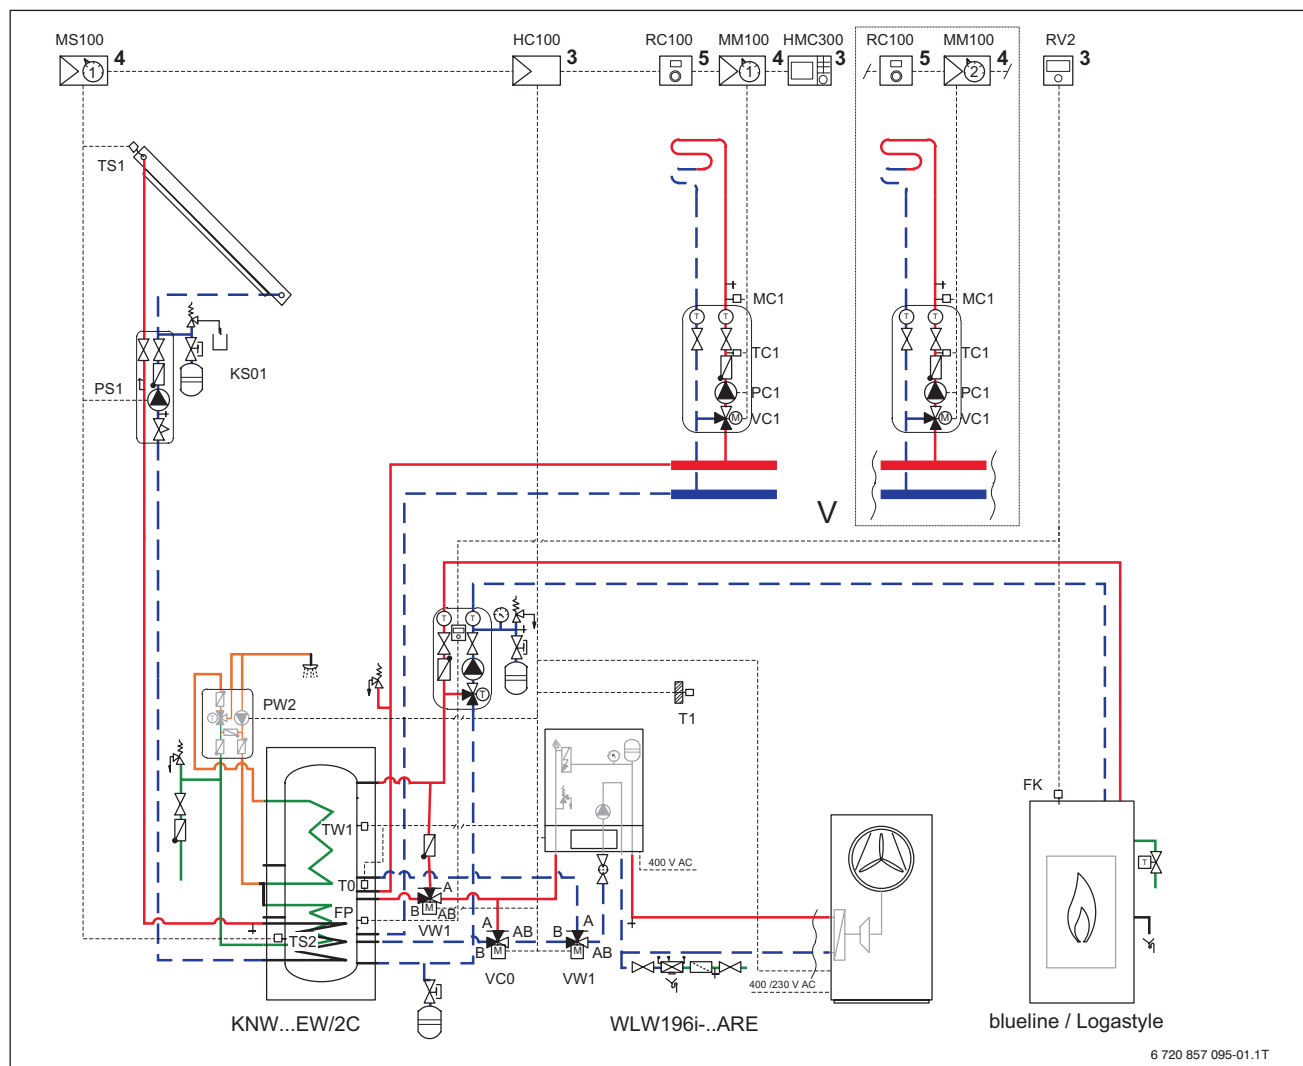 MS100 4
1
HC100 3
RC100 5
MM100 4
1
HMC300 3
RC100 5
MM100 4
2
RV2 3
TS1
KS01
PS1
T T
MC1
TC1
PC1
VC1
M
T T
MC1
TC1
PC1
VC1
M
V
T T
T
PW2
T
T1
FK
TW1
T0
FP
TS2
A
B
AB
M
VW1
A
AB
B
M
VC0
A
B
AB
M
VW1
400 V AC
400 /230 V AC
T
KNW...EW/2C
WLW196i-..ARE
blueline / Logastyle
6 720 857 095-01.1T